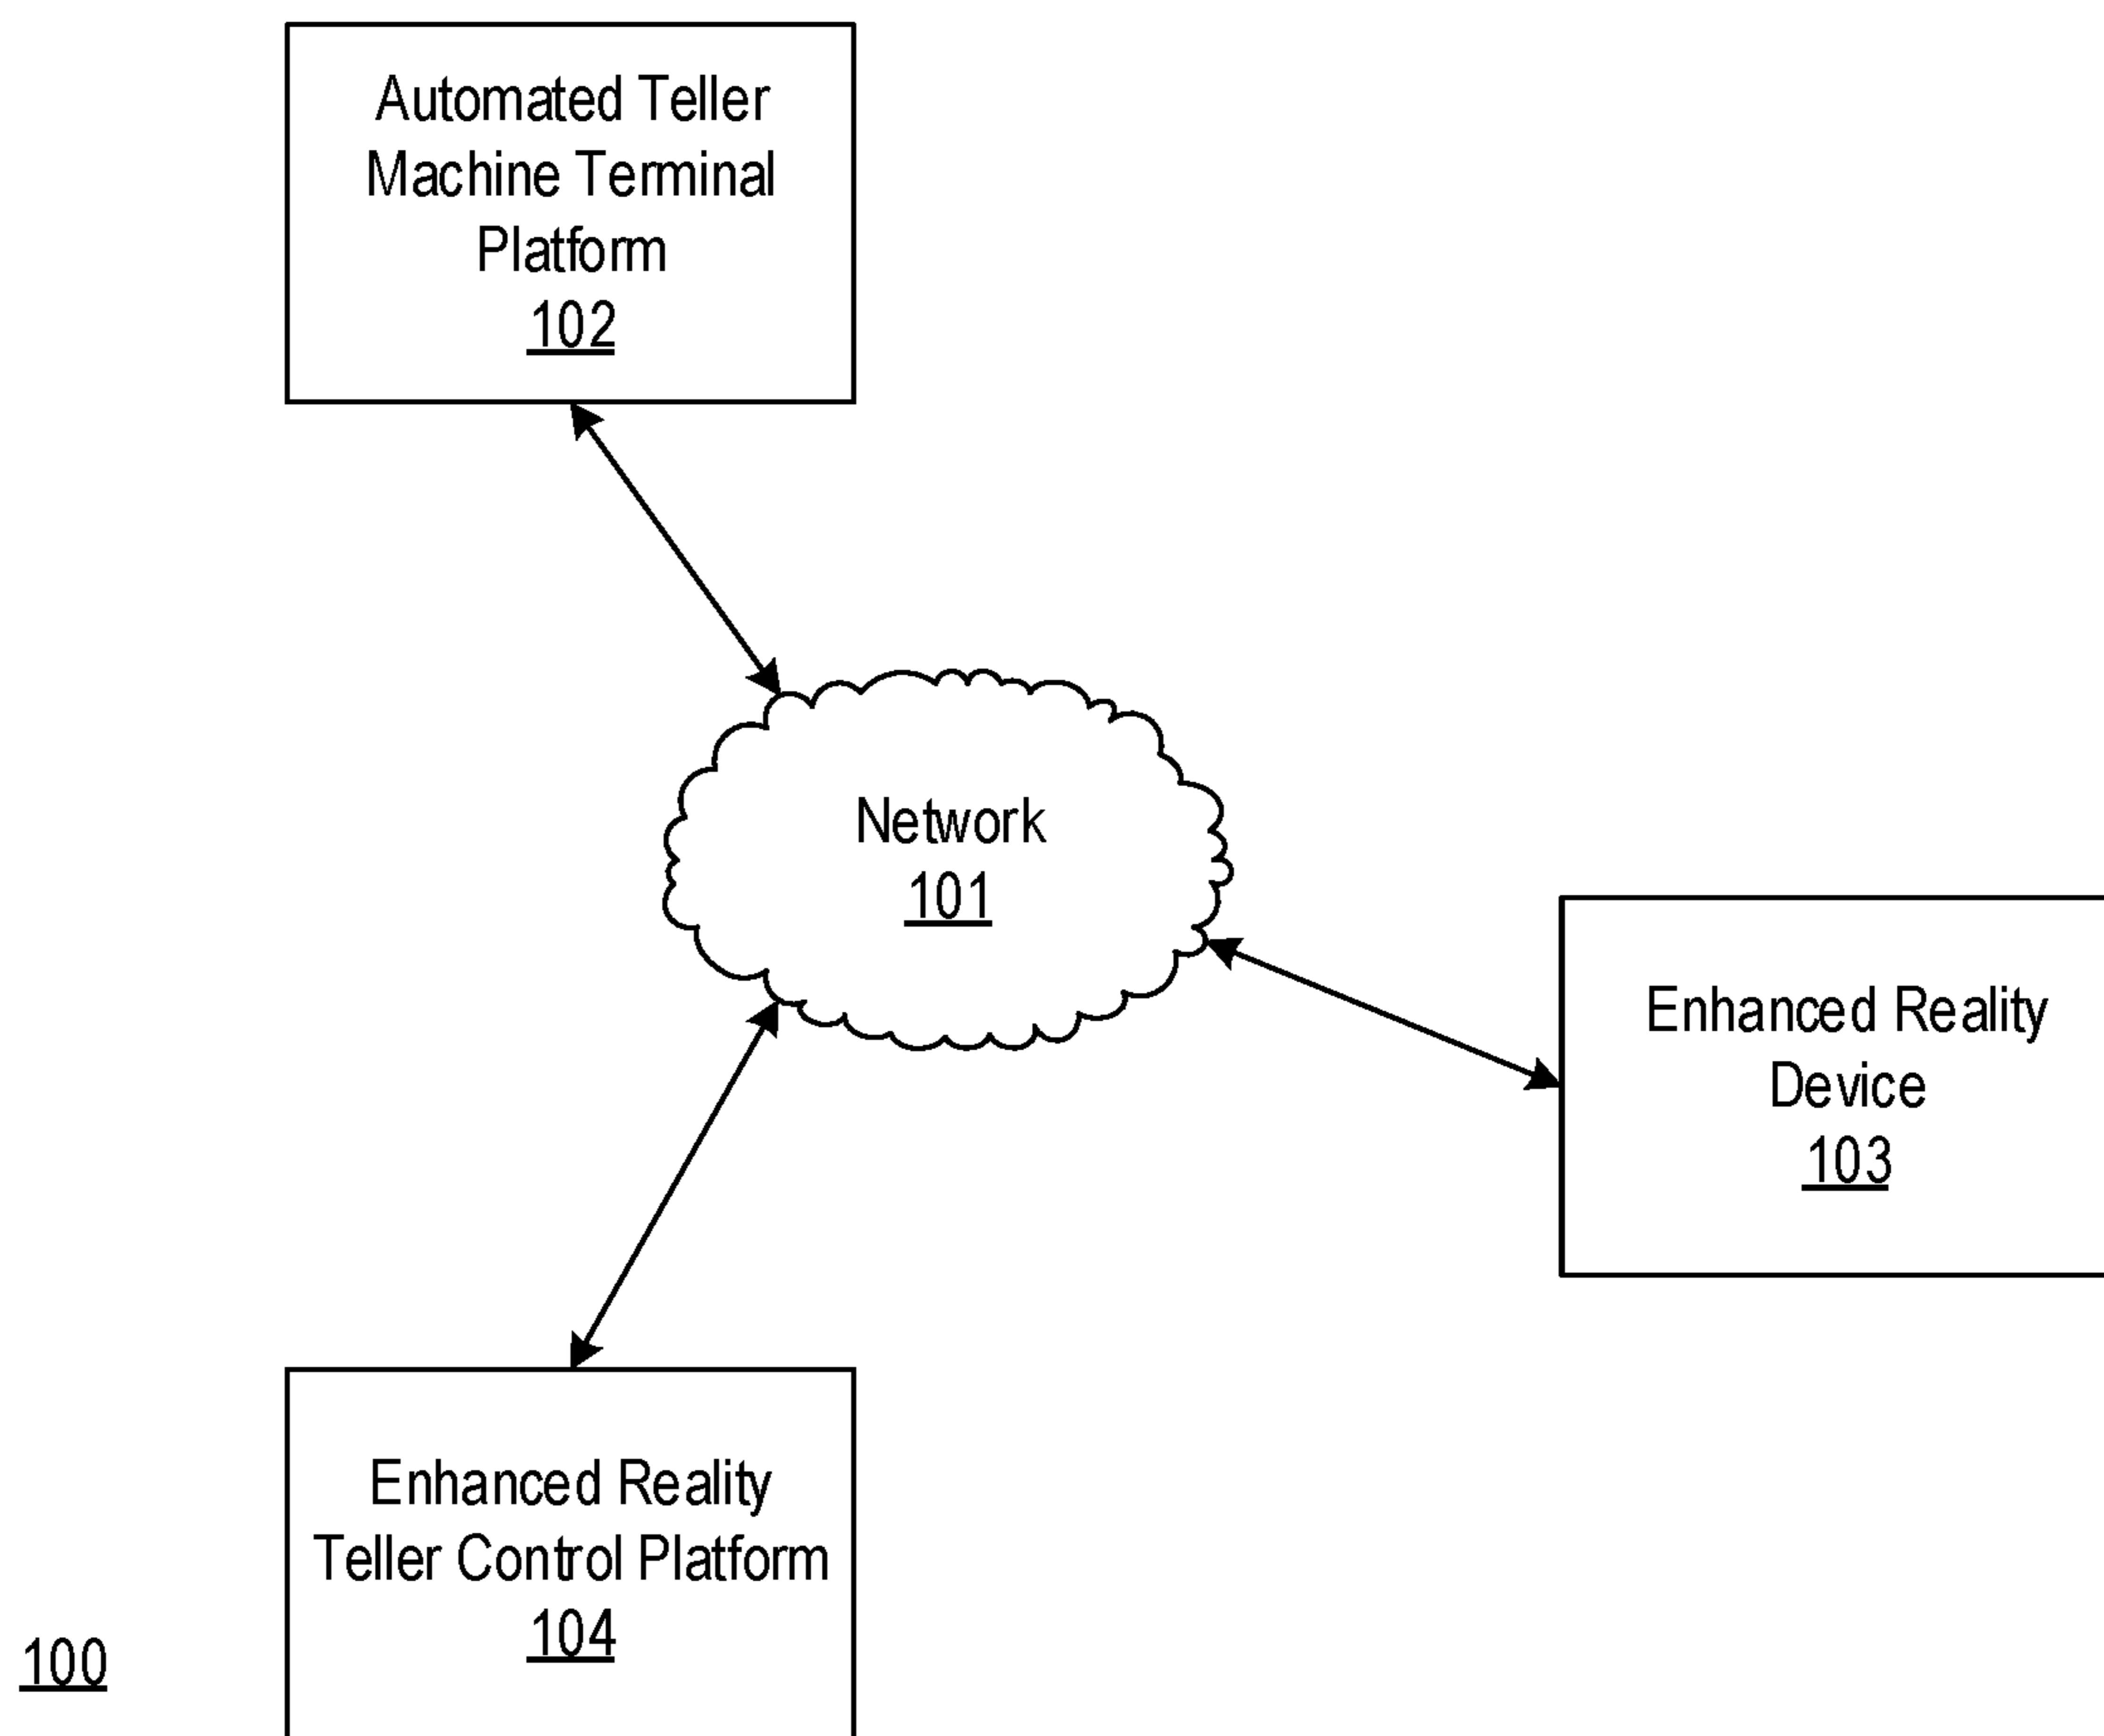 Automated Teller
Machine Terminal
Platform
102
Network
101
Enhanced Reality
Device
103
Enhanced Reality
Teller Control Platform
104
100